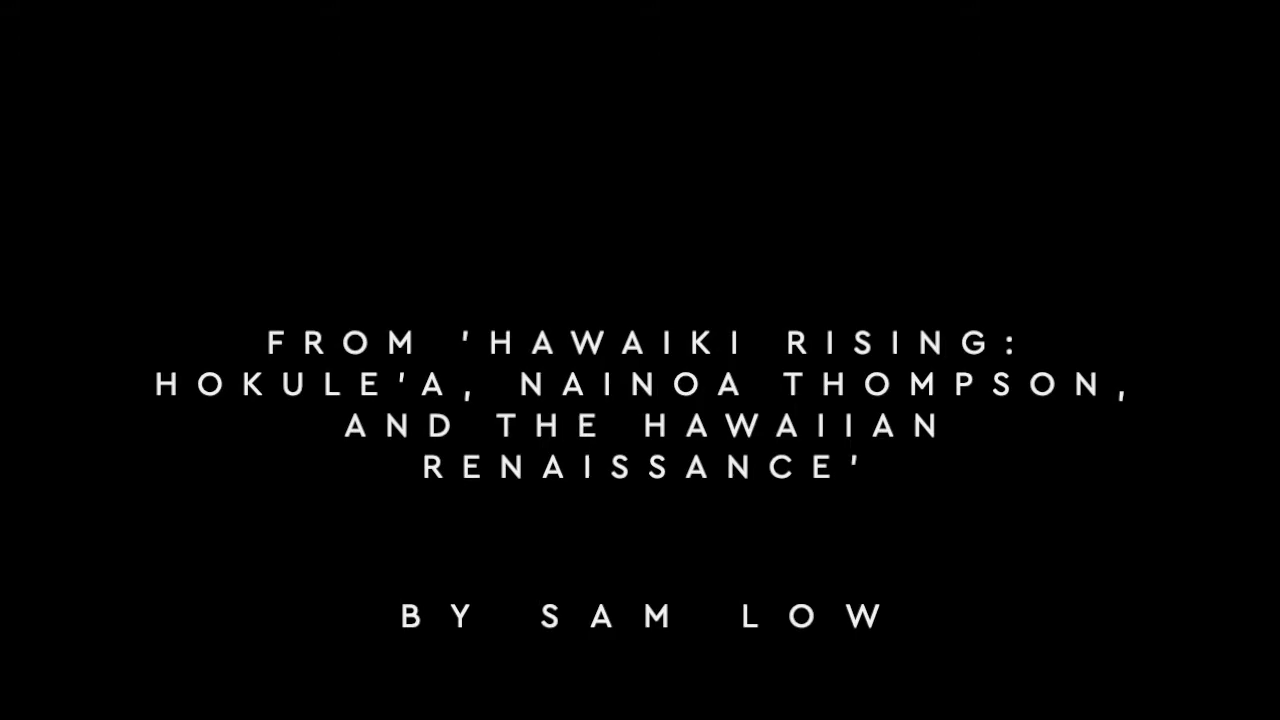 FROM 'HAWAIKI RISING:
HOKULE'A, NAINOA THOMPSON,
AND THE HAWAIIAN
RENAISSANCE'
BY SAM LOW